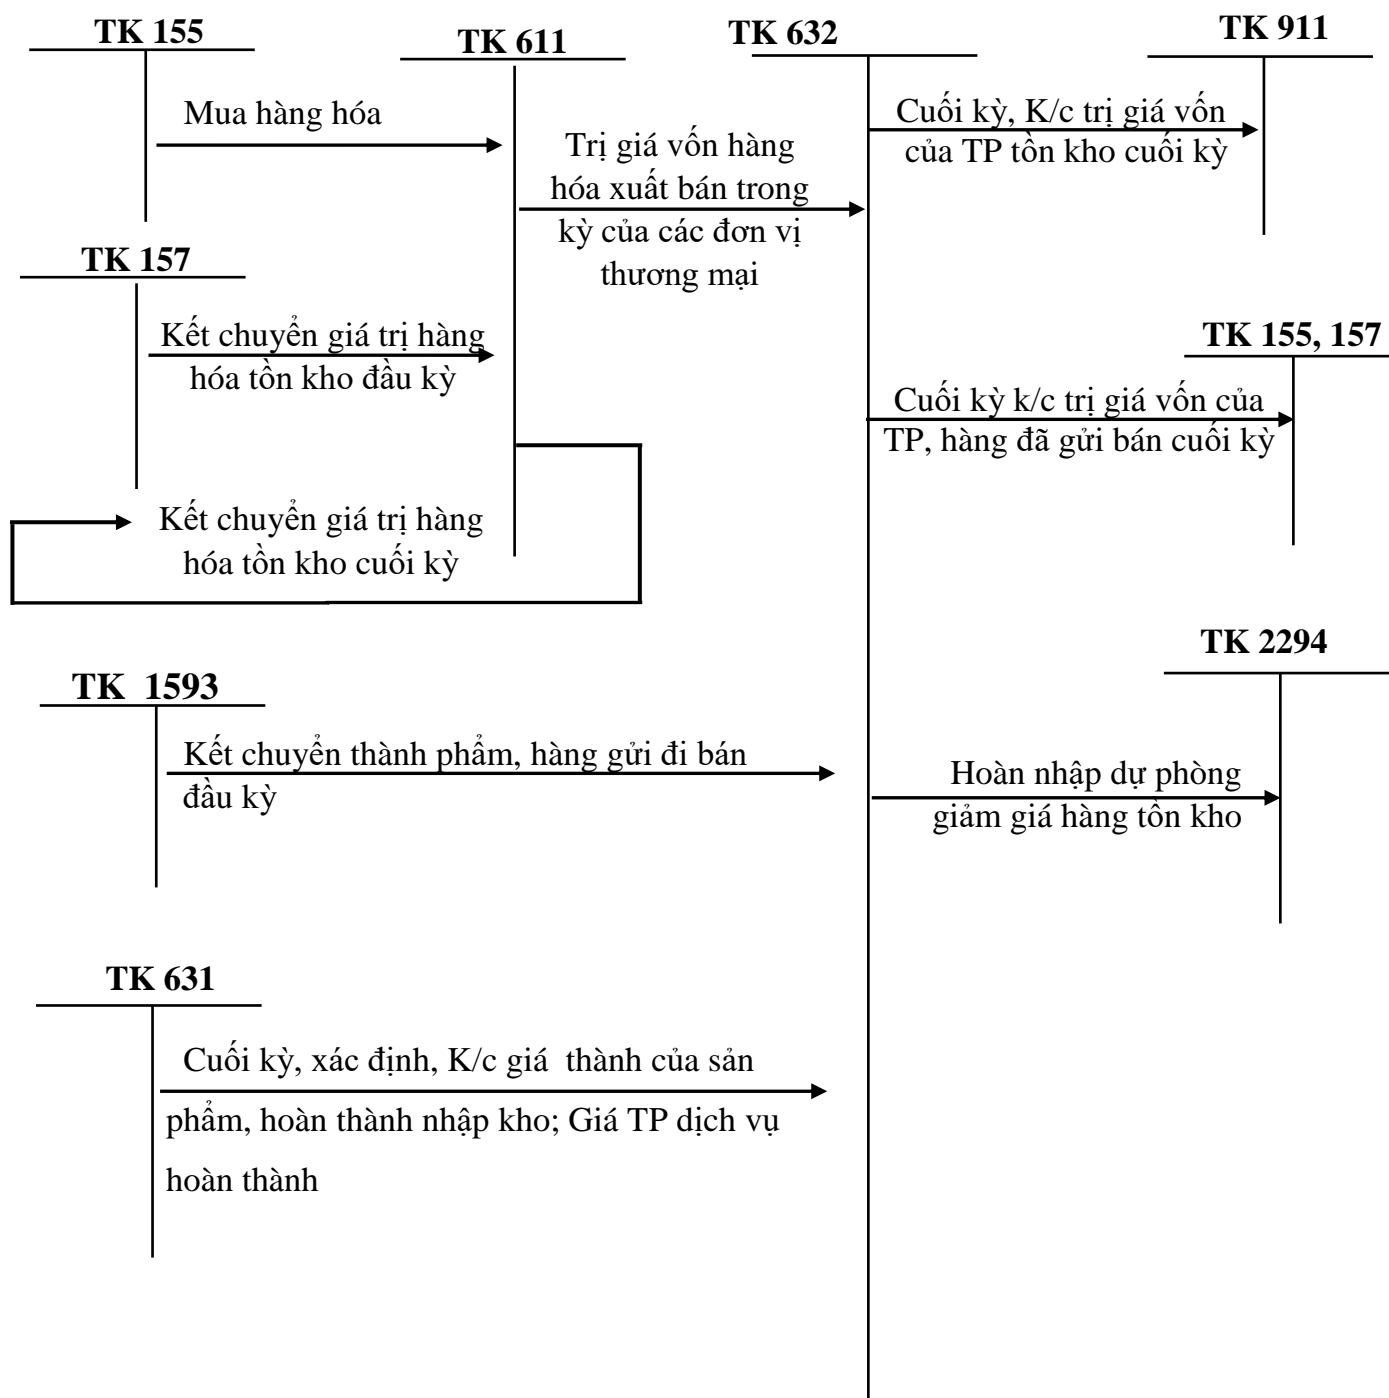 TK 155
TK 611
TK 632
TK 911
Mua hàng hóa
Trị giá vốn hàng
hóa xuất bán trong
kỳ của các đơn vị
thương mại
Cuối kỳ, K/c trị giá vốn
của TP tồn kho cuối kỳ
TK 157
Kết chuyển giá trị hàng
hóa tồn kho đầu kỳ
TK 155, 157
Cuối kỳ k/c trị giá vốn của
TP, hàng đã gửi bán cuối kỳ
Kết chuyển giá trị hàng
hóa tồn kho cuối kỳ
TK 2294
TK 1593
Kết chuyển thành phẩm, hàng gửi đi bán
đầu kỳ
Hoàn nhập dự phòng
giảm giá hàng tồn kho
TK 631
Cuối kỳ, xác định, K/c giá thành của sản
phẩm, hoàn thành nhập kho; Giá TP dịch vụ
hoàn thành